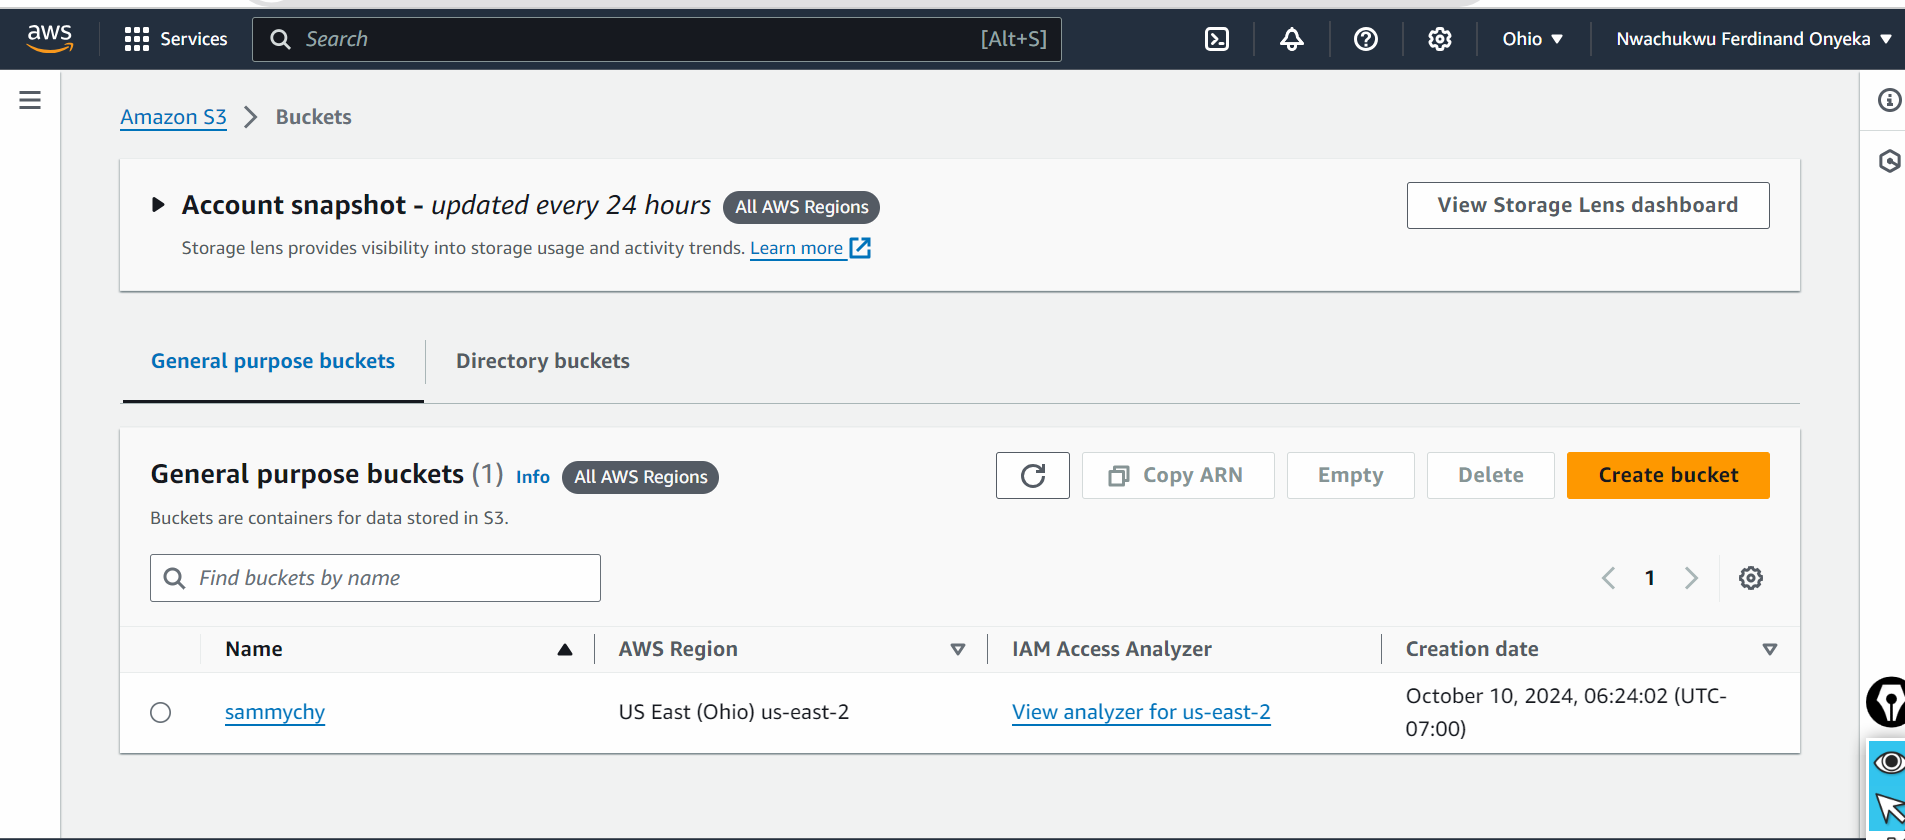 aws
Services
Search
[Alt+S]
Ohio
Nwachukwu Ferdinand Onyeka
Amazon S3
Buckets
Account snapshot - updated every 24 hours
All AWS Regions
View Storage Lens dashboard
Storage lens provides visibility into storage usage and activity trends. Learn more
General purpose buckets
Directory buckets
General purpose buckets (1)
Info
All AWS Regions
Copy ARN
Empty
Delete
Create bucket
Buckets are containers for data stored in S3.
Find buckets by name
1
Name
AWS Region
IAM Access Analyzer
Creation date
sammychy
US East (Ohio) us-east-2
View analyzer for us-east-2
October 10, 2024, 06:24:02 (UTC-
07:00)